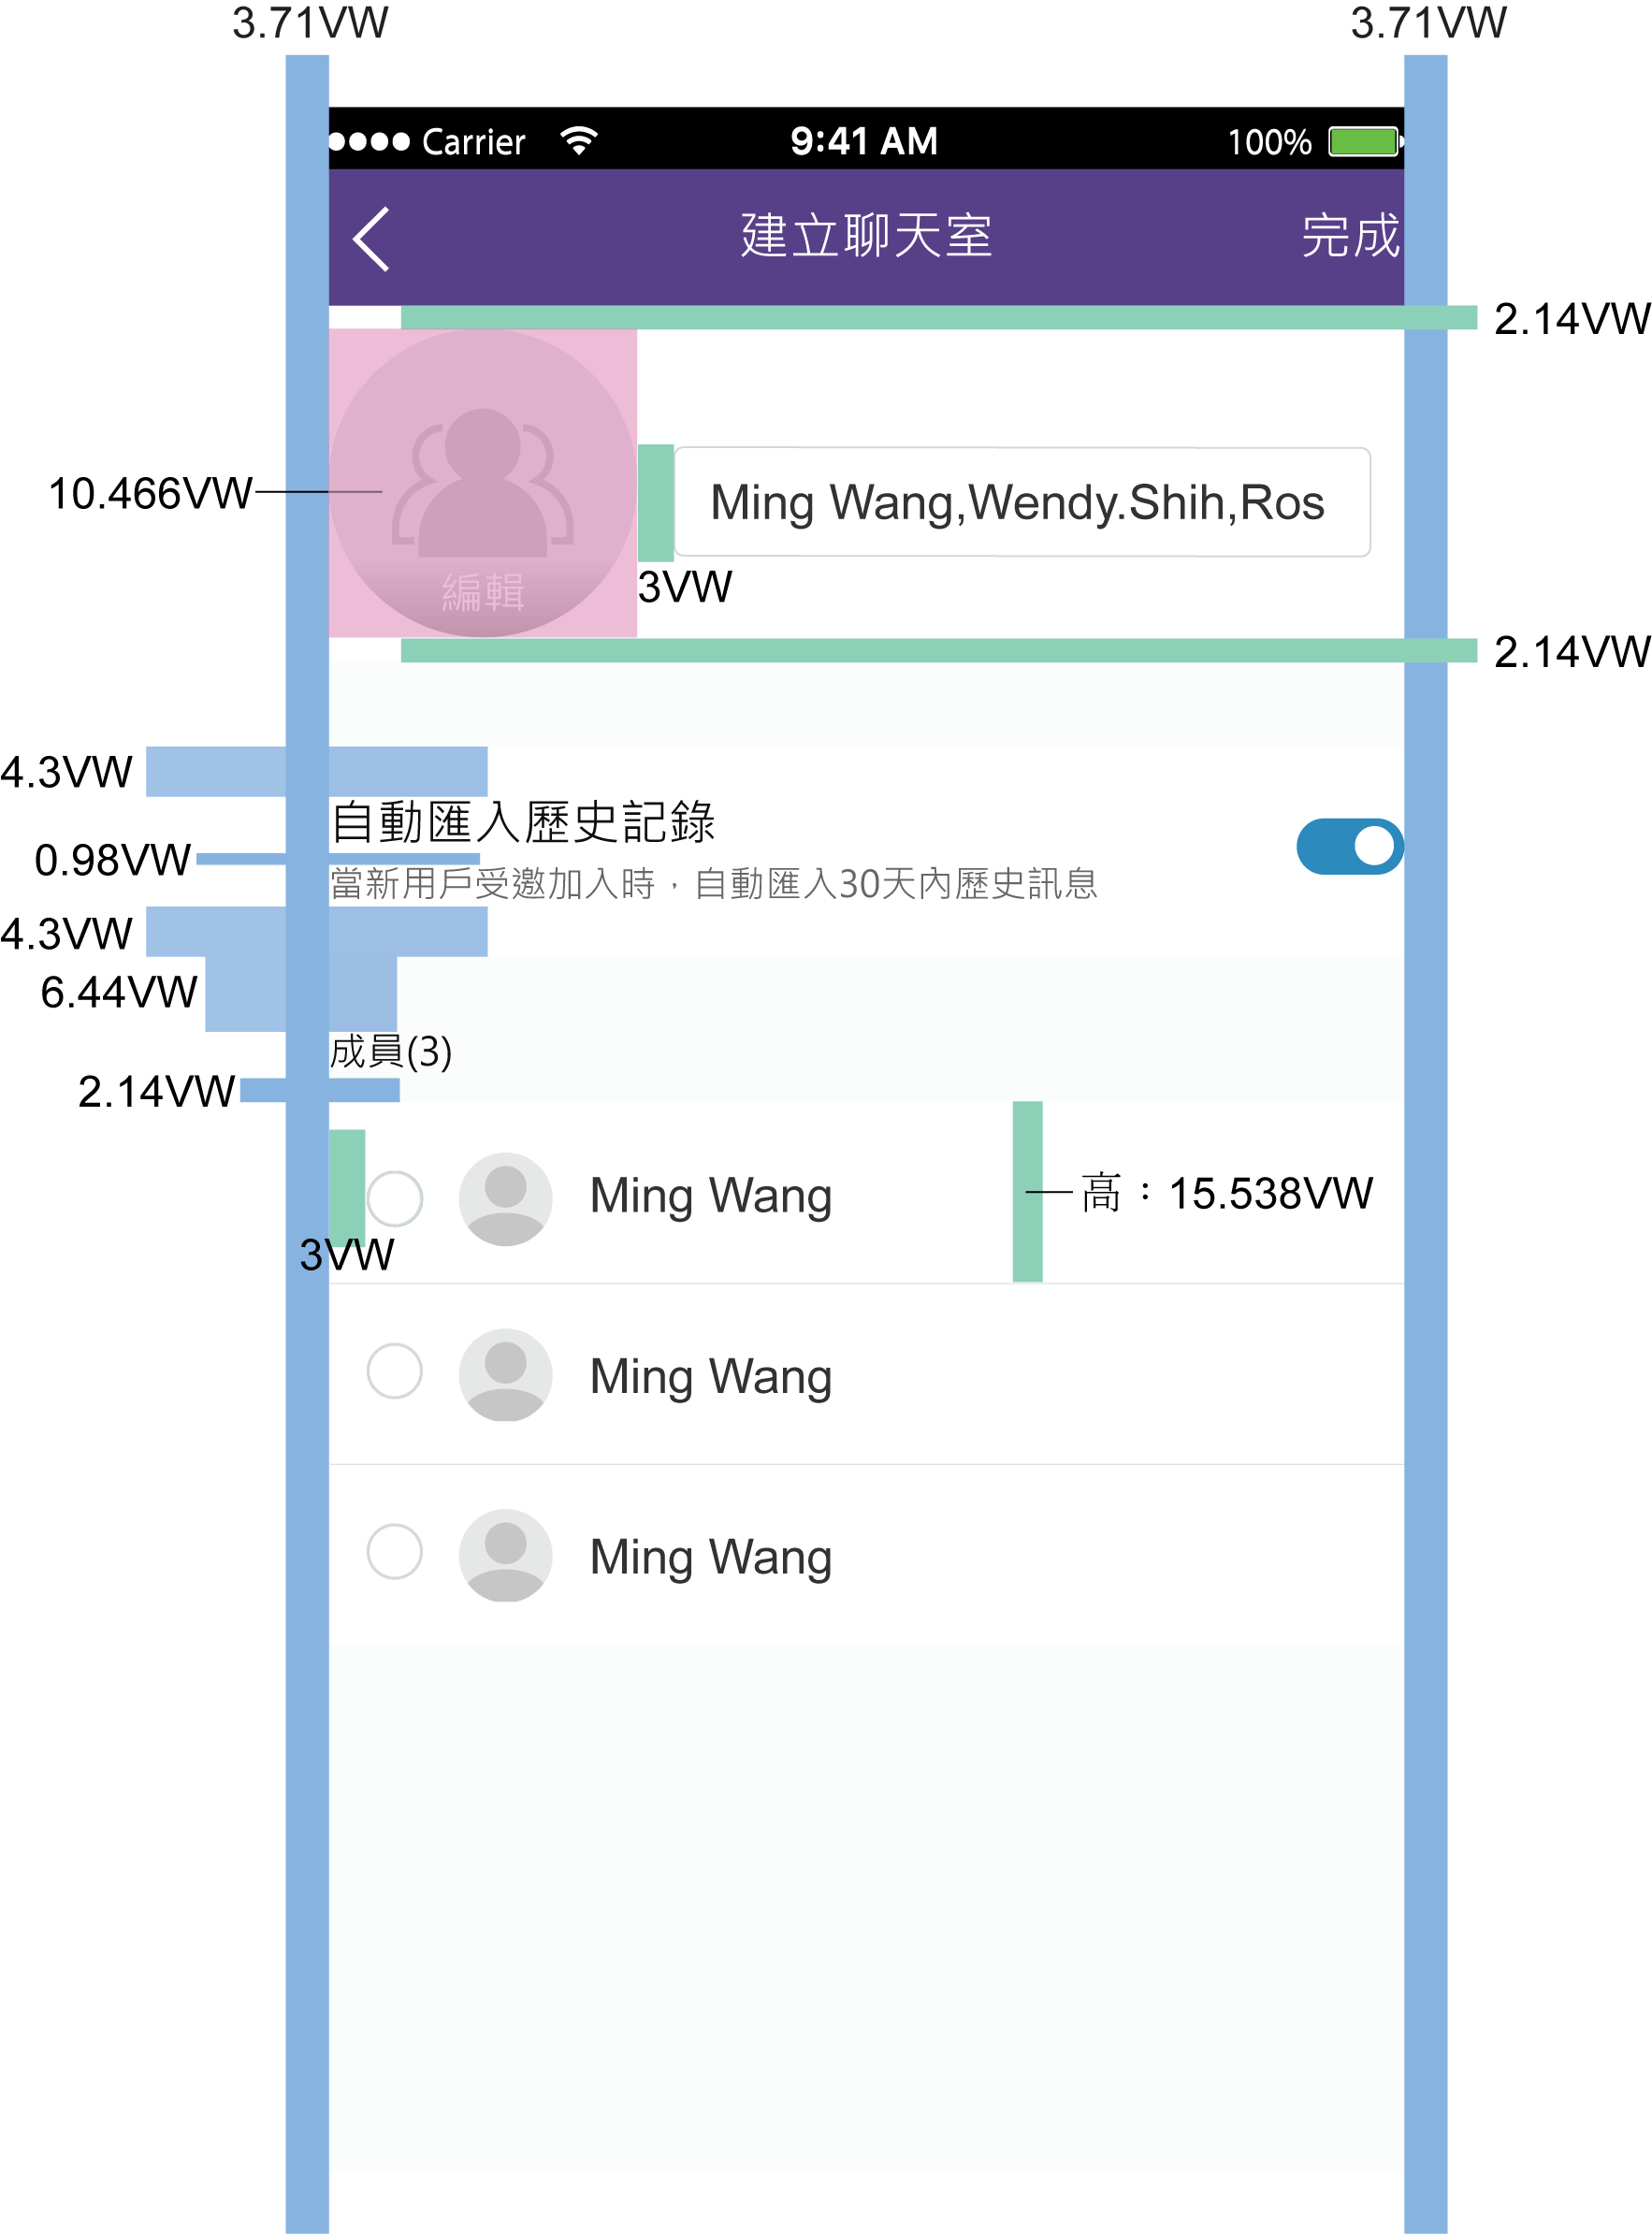 3.71VW 3.71VW
Carrier 9:41 AM 100%
建立聊天室 完成
2.14VW
10.466VW
Ming Wang,Wendy.Shih,Ros
3VW
編輯
2.14VW
4.3VW
自動匯入歷史記錄
0.98VW
當新用戶受邀加入時，自動匯入30天內歷史訊息
4.3VW
6.44VW
成員(3)
2.14VW
Ming Wang
高：15.538VW
3VW
Ming Wang
Ming Wang